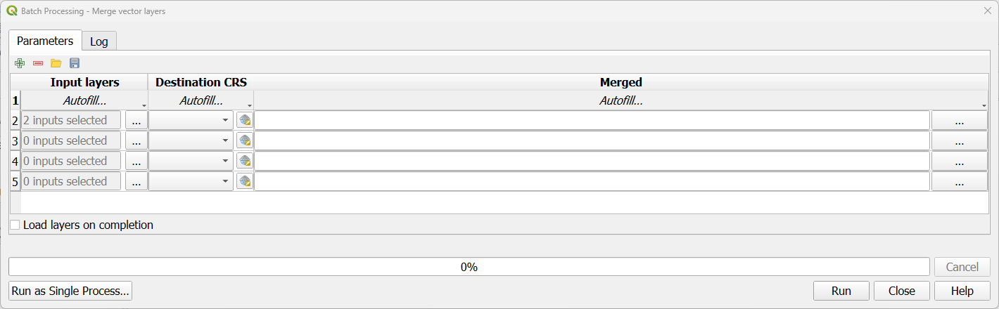 Batch Processing - Merge vector layers
Parameters Log
Input layers Destination CRS Merged
1 Autofill... Autofill... Autofill...
2 2 inputs selected ... ...
3 0 inputs selected ... ...
4 0 inputs selected ... ...
5 0 inputs selected ... ...
Load layers on completion
0% Cancel
Run as Single Process... Run Close Help